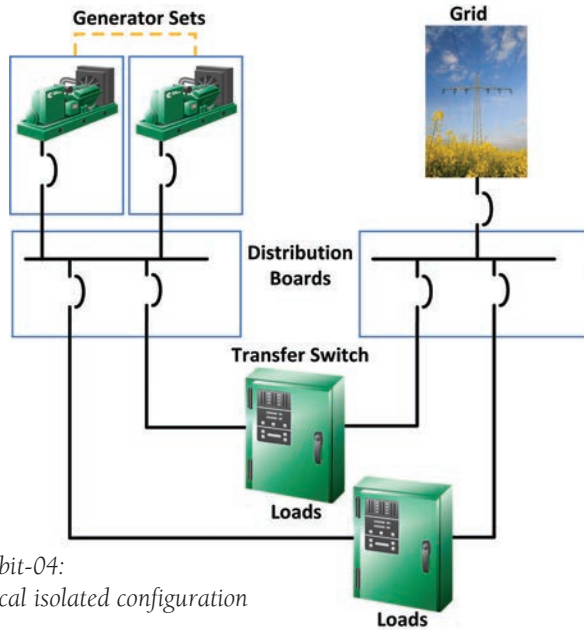 Generator Sets
Grid
Distribution
Boards
Transfer Switch
Loads
bit-04:
cal isolated configuration
Loads